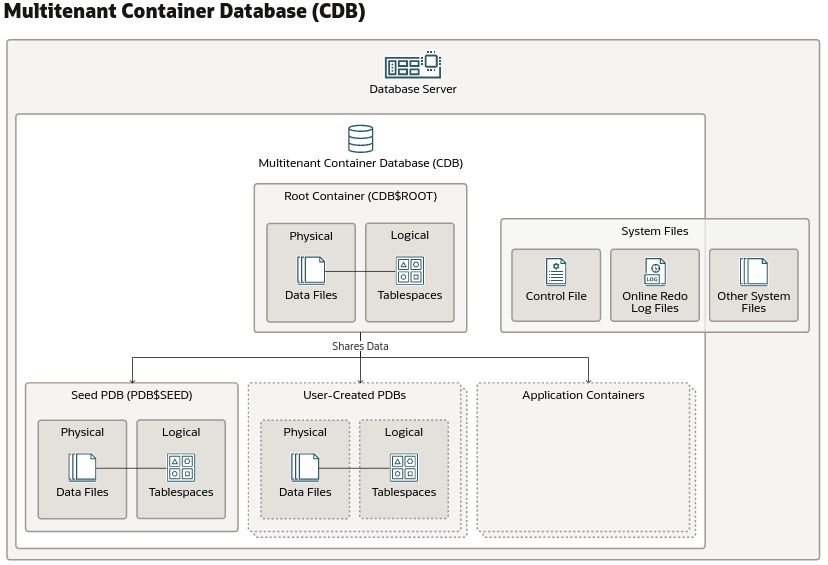 Multitenant Container Database (CDB)
Database Server
Multitenant Container Database (CDB)
Root Container (CDB$ROOT)
Physical
Logical
Data Files
Tablespaces
System Files
Control File
LOG
Online Redo
Log Files
Other System
Files
Shares Data
Seed PDB (PDB$SEED)
Physical
Logical
Data Files
Tablespaces
User-Created PDBs
Physical
Logical
Data Files
Tablespaces
Application Containers